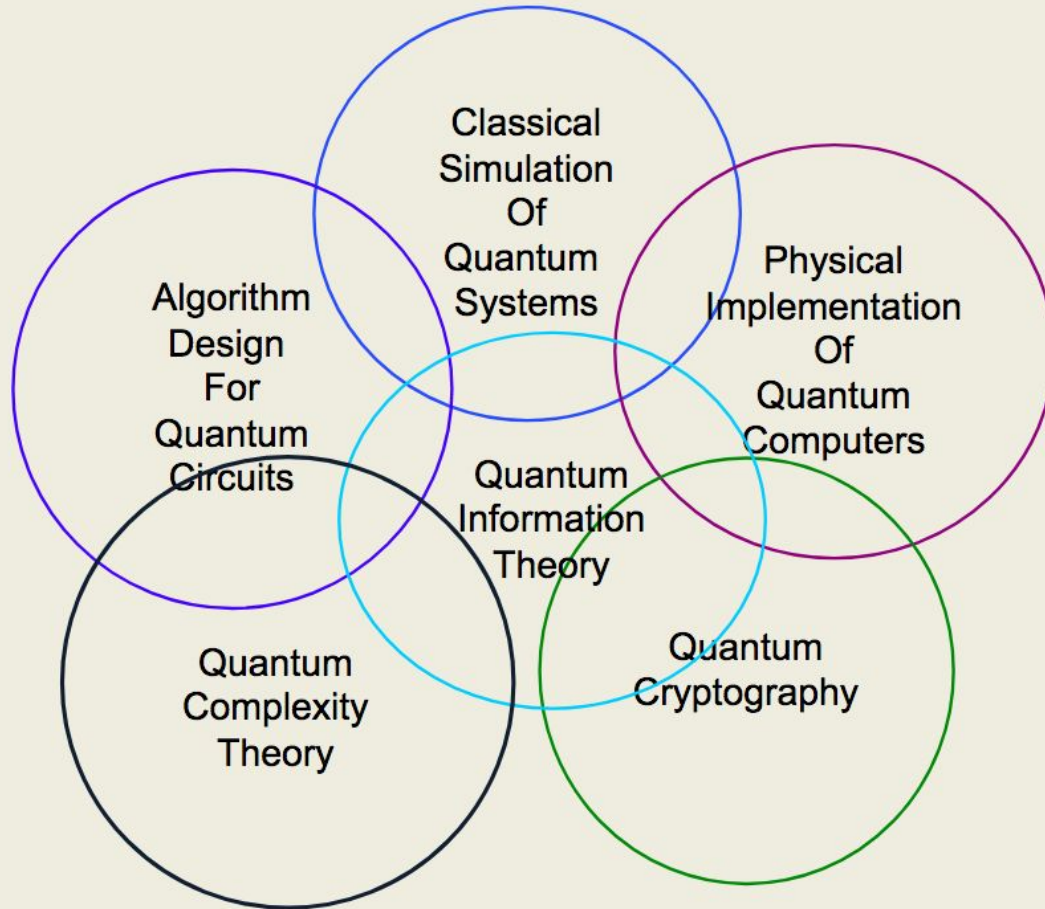 Classical
Simulation
Of
Quantum
Systems
Physical
Implementation
Of
Quantum
Computers
Algorithm
Design
For
Quantum
Circuits
Quantum
Information
Theory
Quantum
Cryptography
Quantum
Complexity
Theory